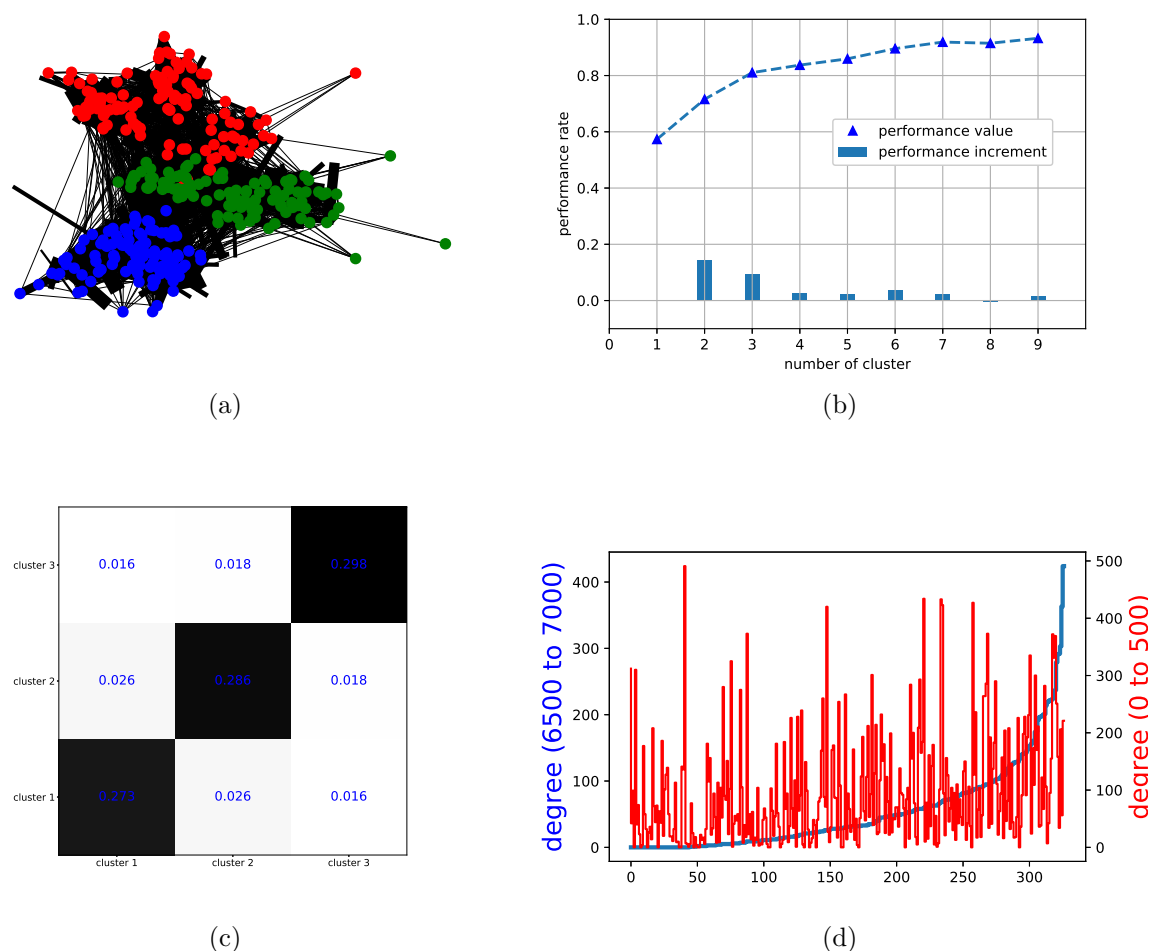 1.0
0.8
0.6
0.4
0.2
0.0
performance rate
performance value
performance increment
0 1 2 3 4 5 6 7 8 9
number of cluster
(a)
(b)
cluster 3
0.016 0.018 0.298
cluster 2
0.026 0.286 0.018
cluster 1
0.273 0.026 0.016
cluster 1 cluster 2 cluster 3
(c)
degree (6500 to 7000)
400
300
200
100
0
500
400
300
200
100
0
degree (0 to 500)
0 50 100 150 200 250 300
(d)